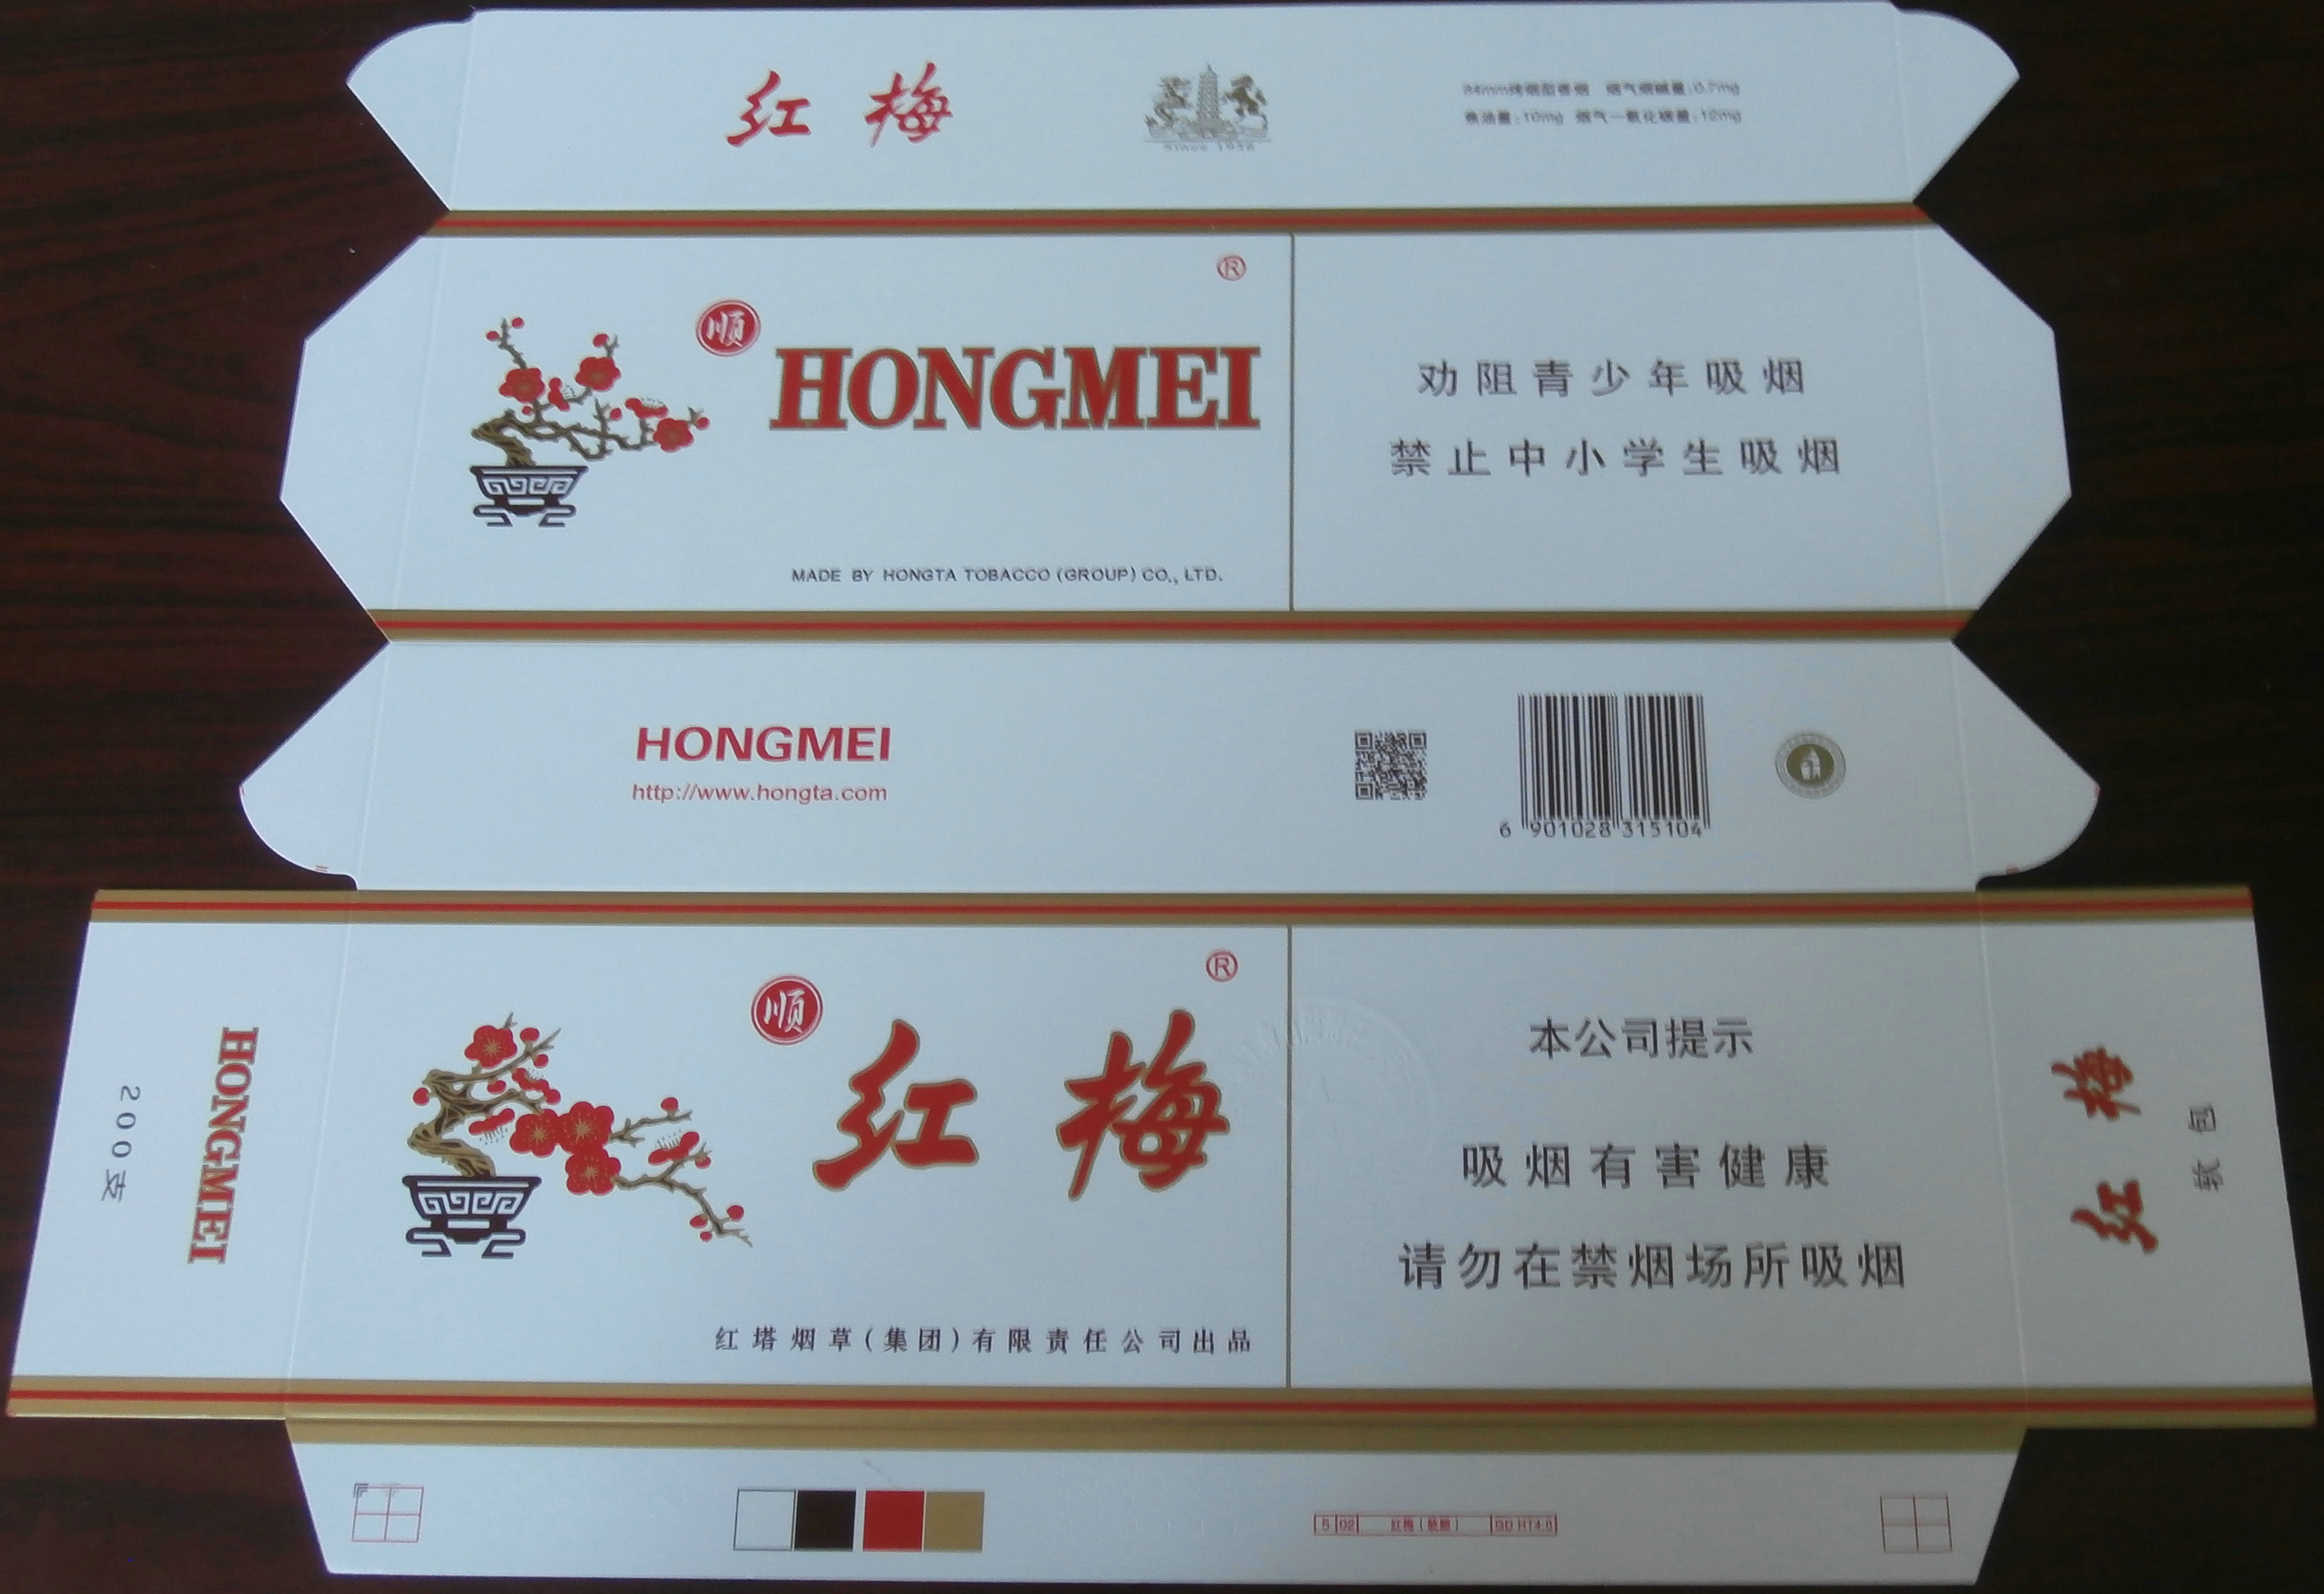 红梅
Since 1956
84mm烤烟型香烟 烟气烟碱量:0.7mg
焦油量:10mg 烟气一氧化碳量:12mg
®
顺
HONGMEI
MADE BY HONGTA TOBACCO (GROUP) CO., LTD.
劝阻青少年吸烟
禁止中小学生吸烟
HONGMEI
http://www.hongta.com
6 901028 315104
®
顺
红梅
红塔烟草(集团)有限责任公司出品
本公司提示
吸烟有害健康
请勿在禁烟场所吸烟
HONGMEI
200支
红梅
软包
5 02 红梅(软顺)